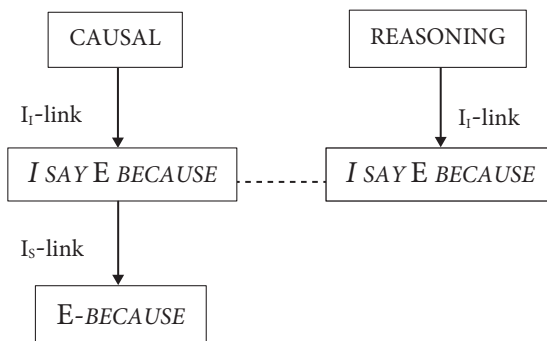 CAUSAL REASONING
I_I-link I_I-link
I SAY E BECAUSE I SAY E BECAUSE
I_S-link
E-BECAUSE